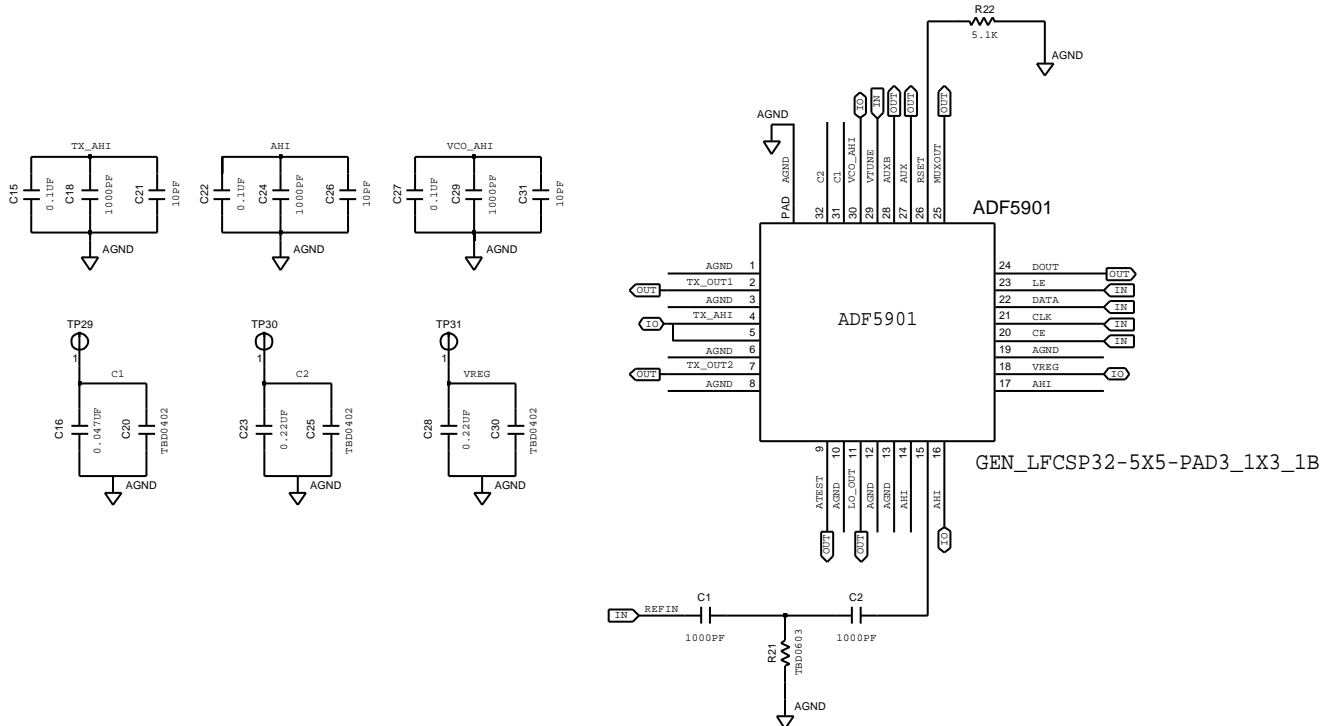 R22
5.1K
AGND
TX_AHI
C15
0.1UF
C18
1000PF
C21
10PF
AGND
AHI
C22
0.1UF
C24
1000PF
C26
10PF
AGND
VCO_AHI
C27
0.1UF
C29
1000PF
C31
10PF
AGND
TP29
1
C1
C16
0.047UF
C20
TBD0402
AGND
TP30
1
C2
C23
0.22UF
C25
TBD0402
AGND
TP31
1
VREG
C28
0.22UF
C30
TBD0402
AGND
AGND
AGND
PAD
C2
32
C1
31
IO
VCO_AHI
30
IN
VTUNE
29
OUT
AUXB
28
OUT
AUX
27
RSET
26
OUT
MUXOUT
25
ADF5901
ADF5901
AGND 1
OUT TX_OUT1 2
AGND 3
IO TX_AHI 4
5
AGND 6
OUT TX_OUT2 7
AGND 8
24 DOUT OUT
23 LE IN
22 DATA IN
21 CLK IN
20 CE IN
19 AGND
18 VREG IO
17 AHI
9
ATEST
OUT
10
AGND
11
LO_OUT
OUT
12
AGND
13
AGND
14
AHI
15
16
AHI
IO
GEN_LFCSP32-5X5-PAD3_1X3_1B
IN REFIN
C1
1000PF
C2
1000PF
R21
TBD0603
AGND